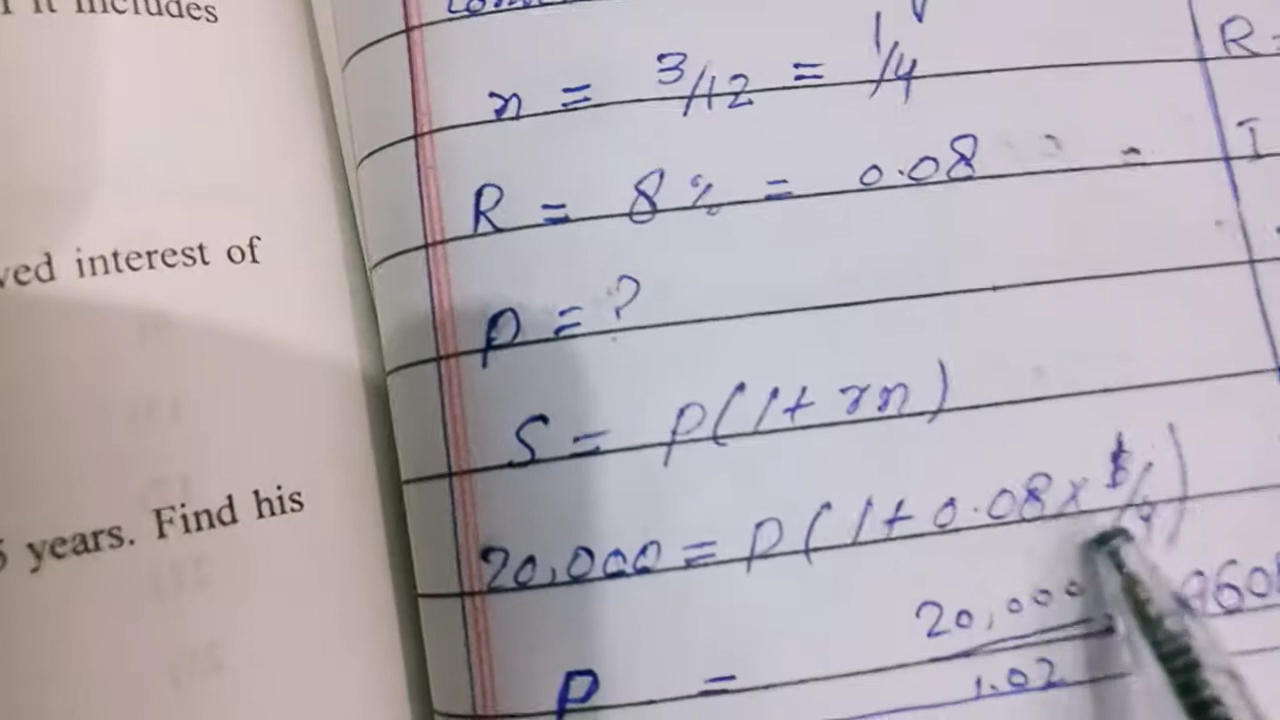 it includes
ved interest of
5 years. Find his
n = 3/12 = 1/4
R = 8% = 0.08
P = ?
S = P(1 + rn)
20,000 = P(1 + 0.08 x 1/4)
P = 20,000 / 1.02
R
I